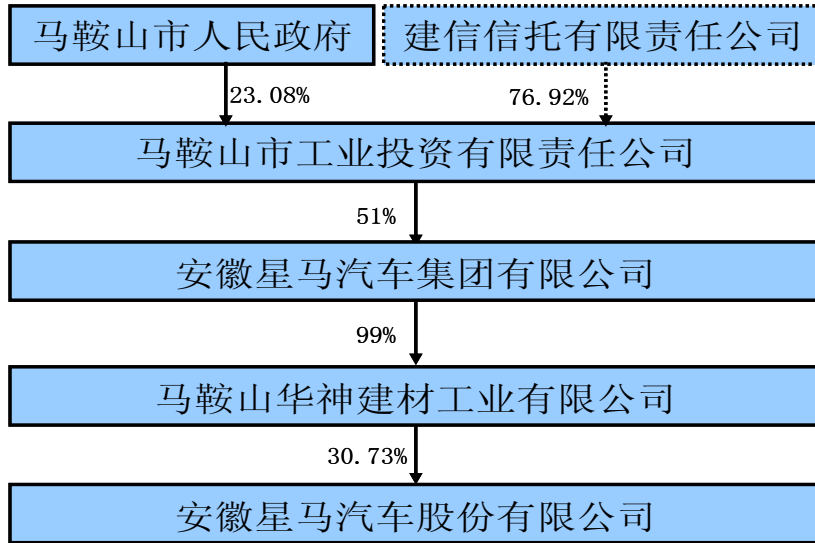 马鞍山市人民政府
建信信托有限责任公司
23.08%
76.92%
马鞍山市工业投资有限责任公司
51%
安徽星马汽车集团有限公司
99%
马鞍山华神建材工业有限公司
30.73%
安徽星马汽车股份有限公司